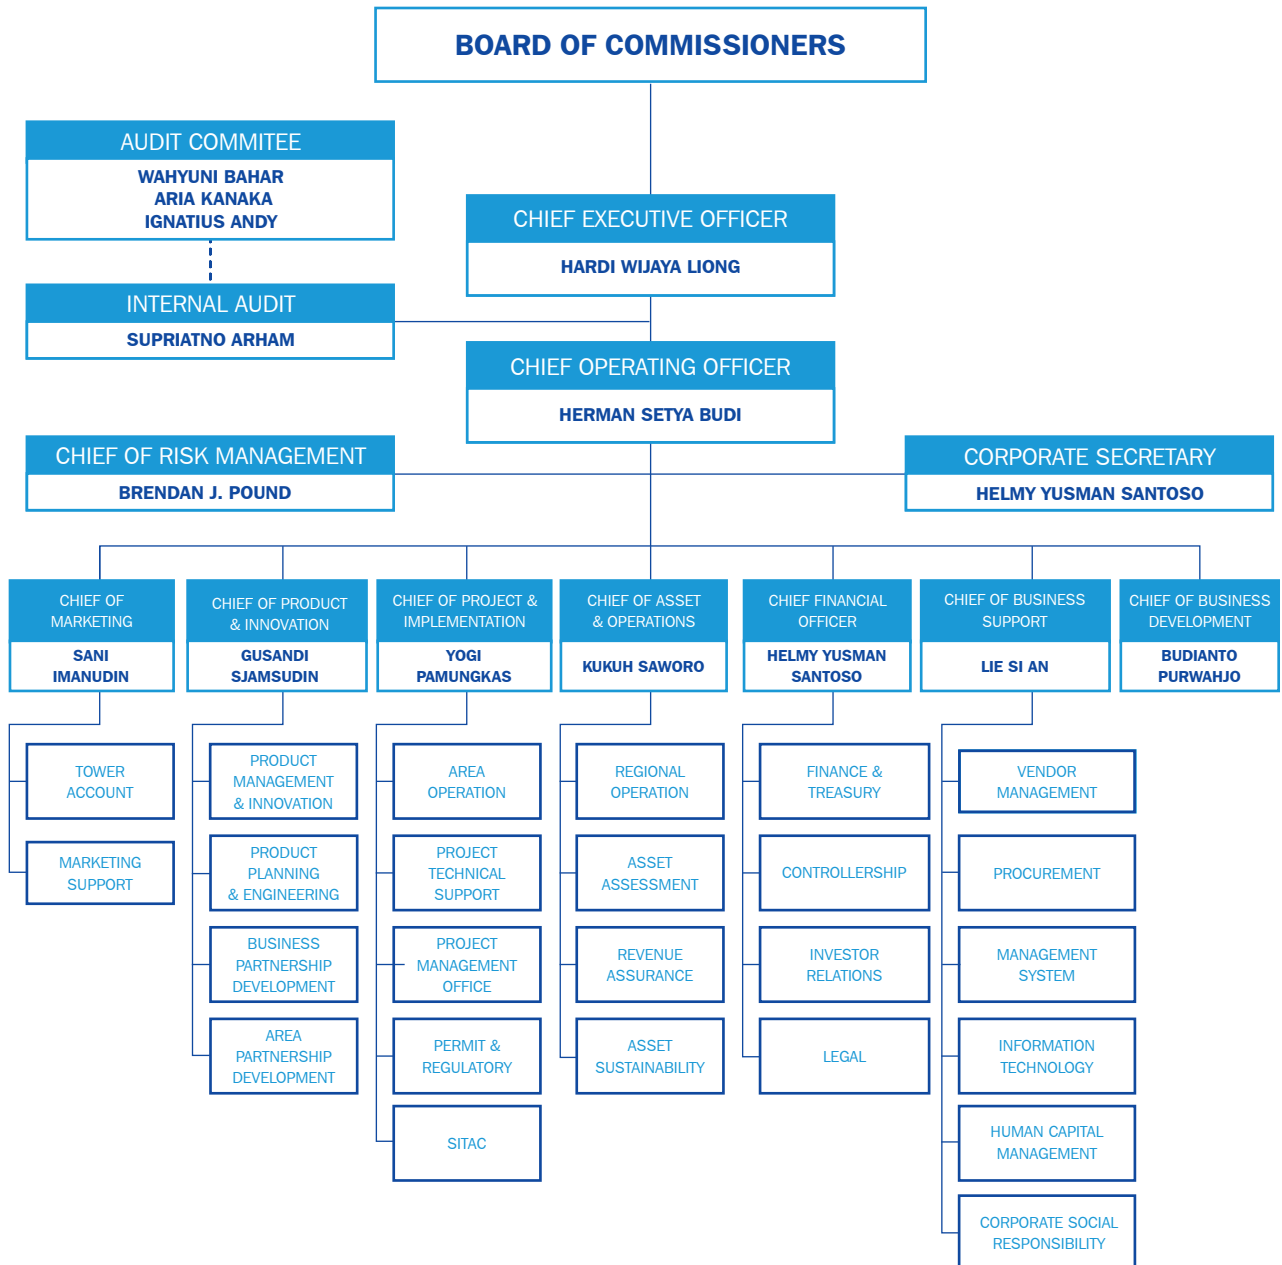 BOARD OF COMMISSIONERS
AUDIT COMMITEE
WAHYUNI BAHAR
ARIA KANAKA
IGNATIUS ANDY
CHIEF EXECUTIVE OFFICER
HARDI WIJAYA LIONG
INTERNAL AUDIT
SUPRIATNO ARHAM
CHIEF OPERATING OFFICER
HERMAN SETYA BUDI
CHIEF OF RISK MANAGEMENT
BRENDAN J. POUND
CORPORATE SECRETARY
HELMY YUSMAN SANTOSO
CHIEF OF
MARKETING
SANI
IMANUDIN
TOWER
ACCOUNT
MARKETING
SUPPORT
CHIEF OF PRODUCT
& INNOVATION
GUSANDI
SJAMSUDIN
PRODUCT
MANAGEMENT
& INNOVATION
PRODUCT
PLANNING
& ENGINEERING
BUSINESS
PARTNERSHIP
DEVELOPMENT
AREA
PARTNERSHIP
DEVELOPMENT
CHIEF OF PROJECT &
IMPLEMENTATION
YOGI
PAMUNGKAS
AREA
OPERATION
PROJECT
TECHNICAL
SUPPORT
PROJECT
MANAGEMENT
OFFICE
PERMIT &
REGULATORY
SITAC
CHIEF OF ASSET
& OPERATIONS
KUKUH SAWORO
REGIONAL
OPERATION
ASSET
ASSESSMENT
REVENUE
ASSURANCE
ASSET
SUSTAINABILITY
CHIEF FINANCIAL
OFFICER
HELMY YUSMAN
SANTOSO
FINANCE &
TREASURY
CONTROLLERSHIP
INVESTOR
RELATIONS
LEGAL
CHIEF OF BUSINESS
SUPPORT
LIE SI AN
VENDOR
MANAGEMENT
PROCUREMENT
MANAGEMENT
SYSTEM
INFORMATION
TECHNOLOGY
HUMAN CAPITAL
MANAGEMENT
CORPORATE SOCIAL
RESPONSIBILITY
CHIEF OF BUSINESS
DEVELOPMENT
BUDIANTO
PURWAHJO